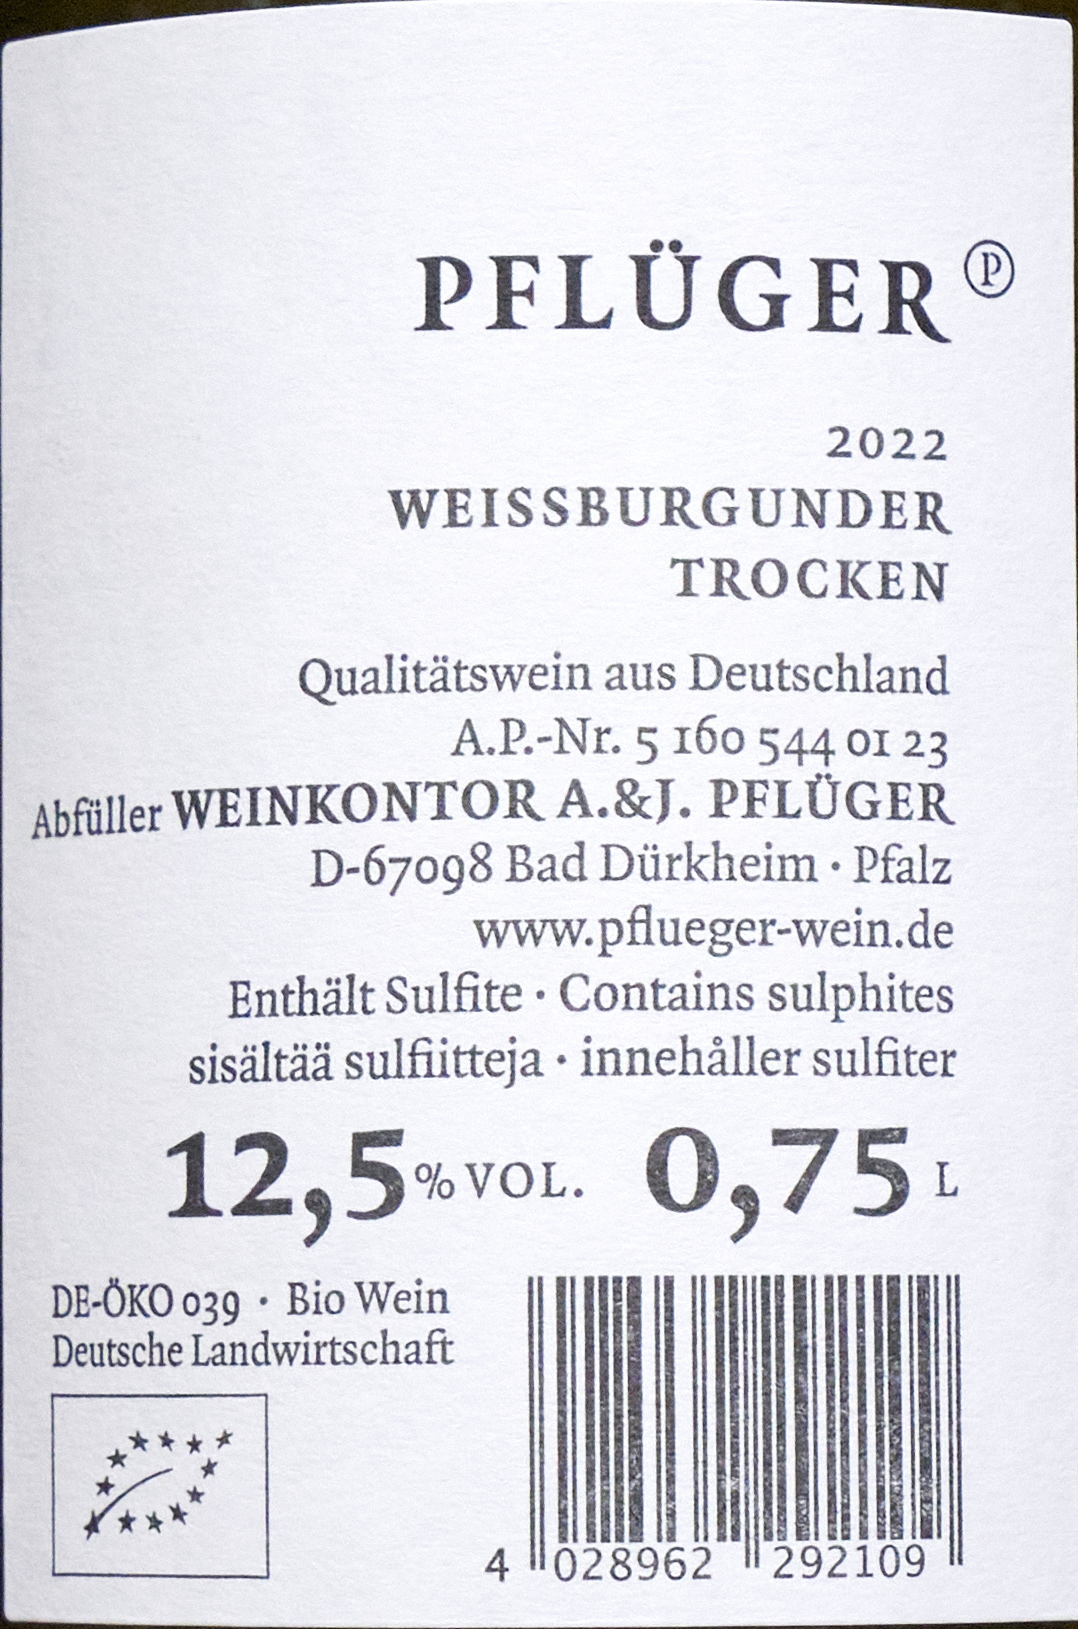 PFLÜGER Ⓟ
2022
WEISSBURGUNDER
TROCKEN
Qualitätswein aus Deutschland
A.P.-Nr. 5 160 544 01 23
Abfüller WEINKONTOR A.&J. PFLÜGER
D-67098 Bad Dürkheim · Pfalz
www.pflueger-wein.de
Enthält Sulfite · Contains sulphites
sisältää sulfiitteja · innehåller sulfiter
12,5 % VOL. 0,75 L
DE-ÖKO 039 · Bio Wein
Deutsche Landwirtschaft
4 028962 292109